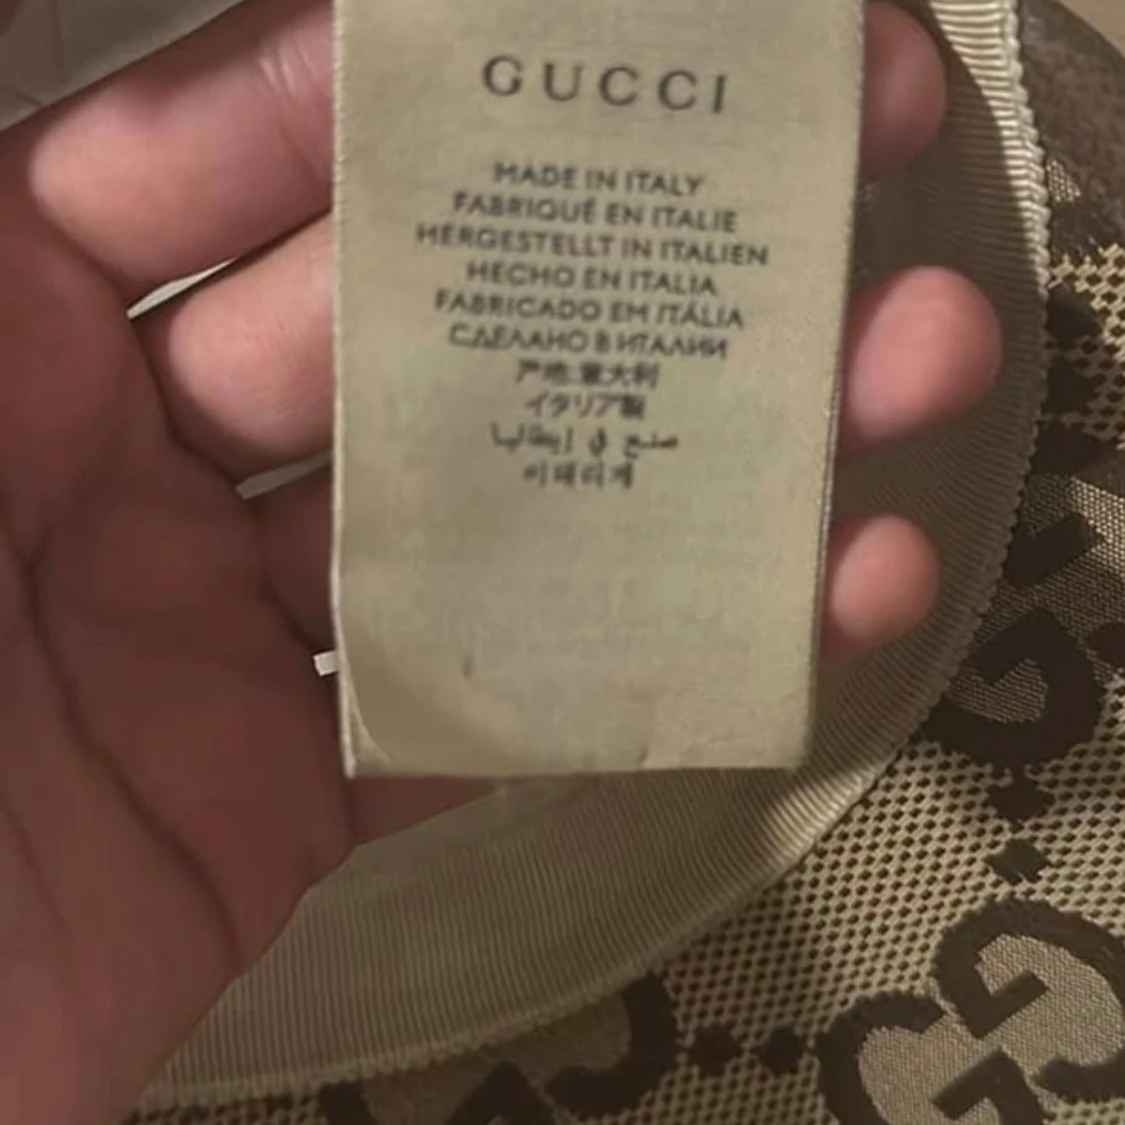 GUCCI
MADE IN ITALY
FABRIQUÉ EN ITALIE
HERGESTELLT IN ITALIEN
HECHO EN ITALIA
FABRICADO EM ITÁLIA
СДЕЛАНО В ИТАЛИИ
产地:意大利
イタリア製
صنع في إيطاليا
이태리제